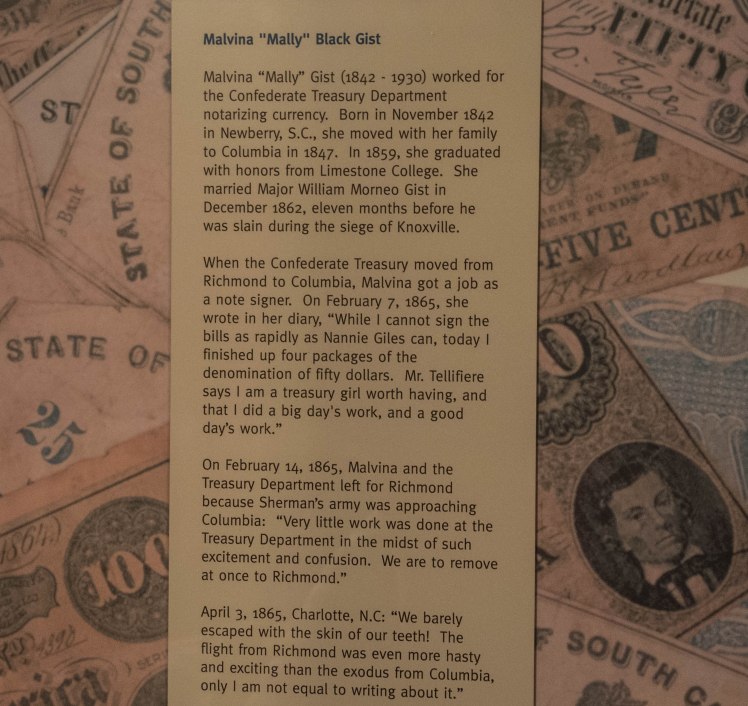 Malvina "Mally" Black Gist
Malvina “Mally” Gist (1842 - 1930) worked for
the Confederate Treasury Department
notarizing currency. Born in November 1842
in Newberry, S.C., she moved with her family
to Columbia in 1847. In 1859, she graduated
with honors from Limestone College. She
married Major William Morneo Gist in
December 1862, eleven months before he
was slain during the siege of Knoxville.
When the Confederate Treasury moved from
Richmond to Columbia, Malvina got a job as
a note signer. On February 7, 1865, she
wrote in her diary, “While I cannot sign the
bills as rapidly as Nannie Giles can, today I
finished up four packages of the
denomination of fifty dollars. Mr. Tellifiere
says I am a treasury girl worth having, and
that I did a big day's work, and a good
day’s work.”
On February 14, 1865, Malvina and the
Treasury Department left for Richmond
because Sherman’s army was approaching
Columbia: “Very little work was done at the
Treasury Department in the midst of such
excitement and confusion. We are to remove
at once to Richmond.”
April 3, 1865, Charlotte, N.C: “We barely
escaped with the skin of our teeth! The
flight from Richmond was even more hasty
and exciting than the exodus from Columbia,
only I am not equal to writing about it.”
ST
STATE OF SOUTH
Bank
STATE OF
25
1864)
100
FIFTY
ON DEMAND
FIVE CENT
0
F SOUTH CA